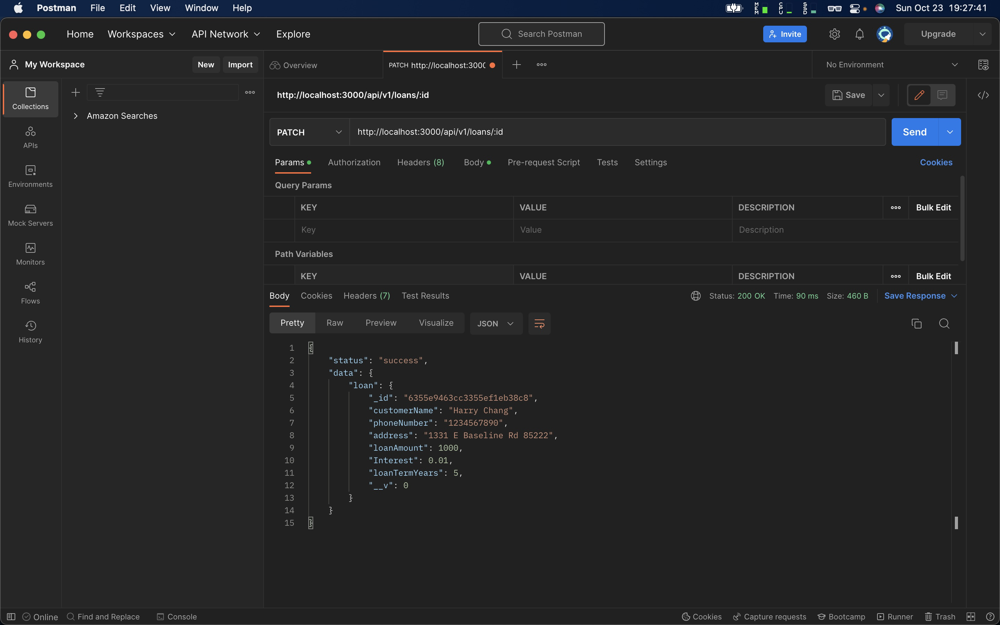 Postman File Edit View Window Help
MEM CPU SSD Sun Oct 23 19:27:41
Home Workspaces API Network Explore
Search Postman
Invite
Upgrade
My Workspace
New Import
Overview
PATCH http://localhost:300
No Environment
Collections
APIs
Environments
Mock Servers
Monitors
Flows
History
Amazon Searches
http://localhost:3000/api/v1/loans/:id
Save
PATCH http://localhost:3000/api/v1/loans/:id
Send
Params Authorization Headers (8) Body Pre-request Script Tests Settings
Cookies
Query Params
KEY VALUE DESCRIPTION Bulk Edit
Key Value Description
Path Variables
KEY VALUE DESCRIPTION Bulk Edit
Body Cookies Headers (7) Test Results
Status: 200 OK Time: 90 ms Size: 460 B Save Response
Pretty Raw Preview Visualize JSON
1 {
2 "status": "success",
3 "data": {
4 "loan": {
5 "_id": "6355e9463cc3355ef1eb38c8",
6 "customerName": "Harry Chang",
7 "phoneNumber": "1234567890",
8 "address": "1331 E Baseline Rd 85222",
9 "loanAmount": 1000,
10 "Interest": 0.01,
11 "loanTermYears": 5,
12 "__v": 0
13 }
14 }
15 }
Online Find and Replace Console
Cookies Capture requests Bootcamp Runner Trash